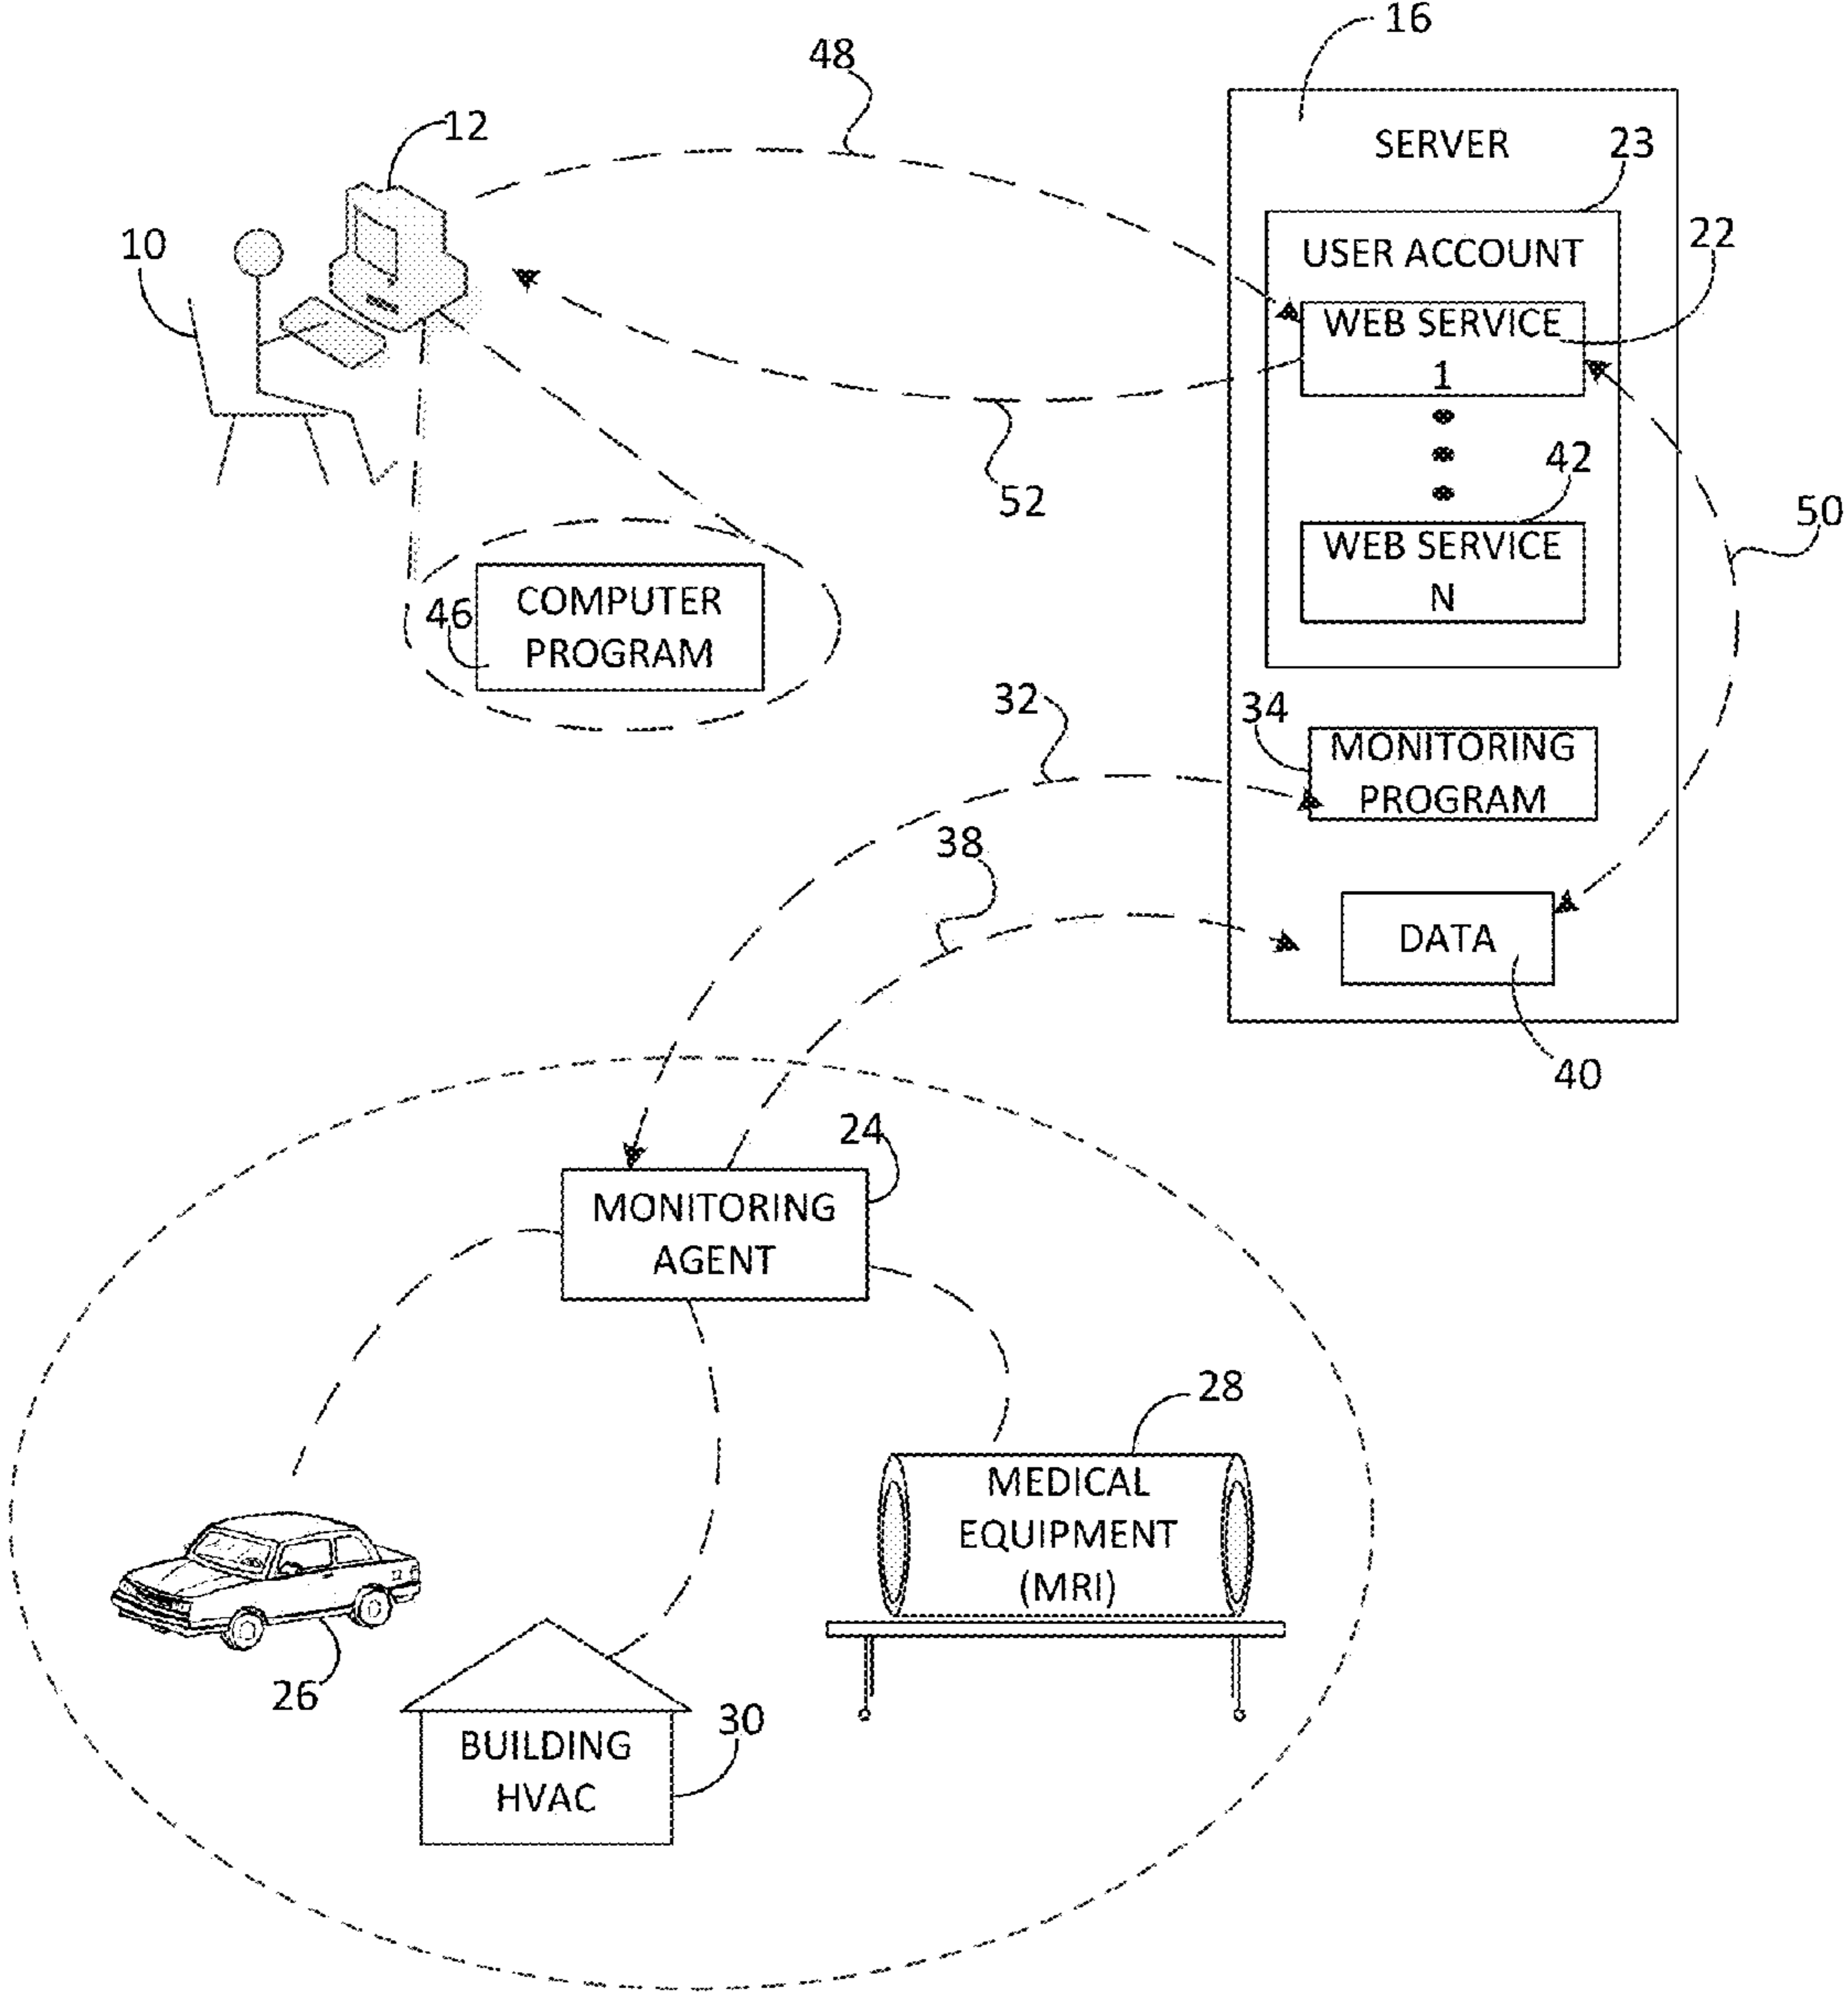 16
48
12
SERVER
23
10
USER ACCOUNT
22
WEB SERVICE
1
52
42
50
WEB SERVICE
N
46
COMPUTER
PROGRAM
32
34
MONITORING
PROGRAM
38
DATA
40
24
MONITORING
AGENT
28
MEDICAL
EQUIPMENT
(MRI)
26
30
BUILDING
HVAC